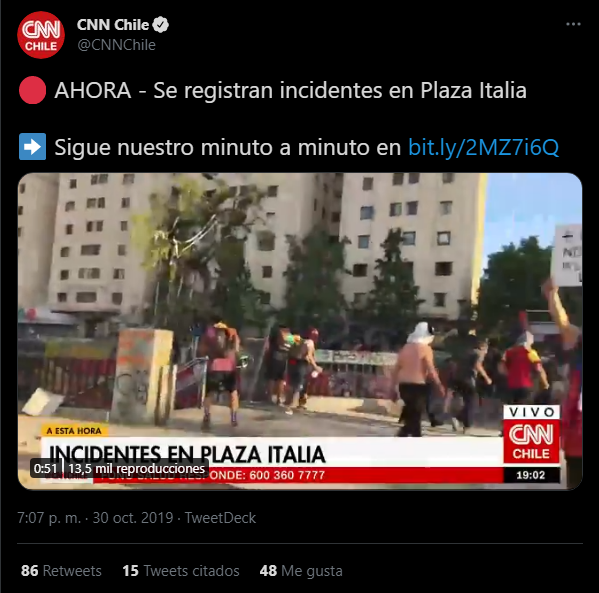 CNN Chile
@CNNChile
AHORA - Se registran incidentes en Plaza Italia
Sigue nuestro minuto a minuto en bit.ly/2MZ7i6Q
A ESTA HORA
INCIDENTES EN PLAZA ITALIA
0:51 | 13,5 mil reproducciones
ONDE: 600 360 7777
VIVO
CNN
CHILE
19:02
7:07 p. m. · 30 oct. 2019 · TweetDeck
86 Retweets 15 Tweets citados 48 Me gusta